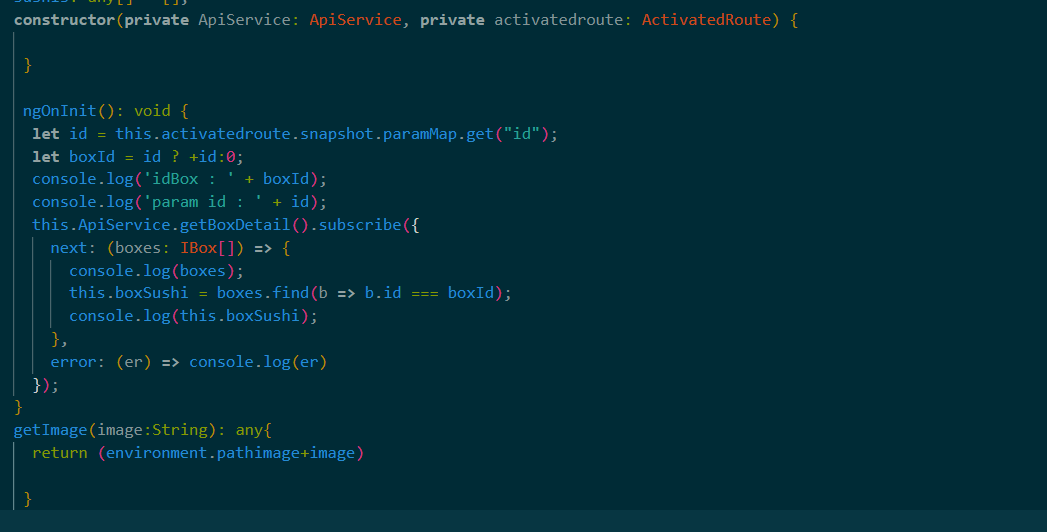 sushis: any[] = [];
constructor(private ApiService: ApiService, private activatedroute: ActivatedRoute) {
}
ngOnInit(): void {
let id = this.activatedroute.snapshot.paramMap.get("id");
let boxId = id ? +id:0;
console.log('idBox : ' + boxId);
console.log('param id : ' + id);
this.ApiService.getBoxDetail().subscribe({
next: (boxes: IBox[]) => {
console.log(boxes);
this.boxSushi = boxes.find(b => b.id === boxId);
console.log(this.boxSushi);
},
error: (er) => console.log(er)
});
}
getImage(image:String): any{
return (environment.pathimage+image)
}